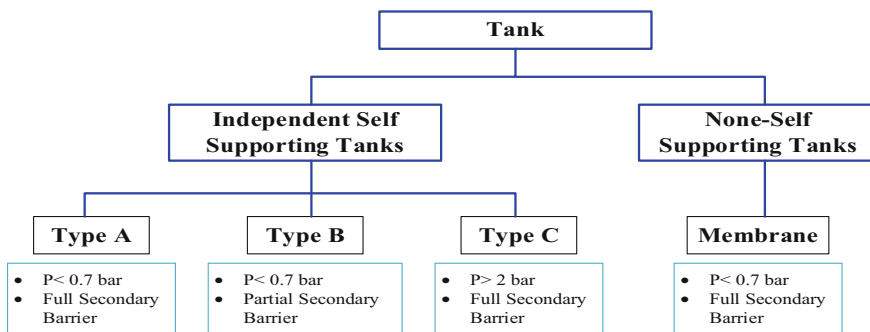 Tank
Independent Self
Supporting Tanks
None-Self
Supporting Tanks
Type A
Type B
Type C
Membrane
• P< 0.7 bar
• Full Secondary
Barrier
• P< 0.7 bar
• Partial Secondary
Barrier
• P> 2 bar
• Full Secondary
Barrier
• P< 0.7 bar
• Full Secondary
Barrier